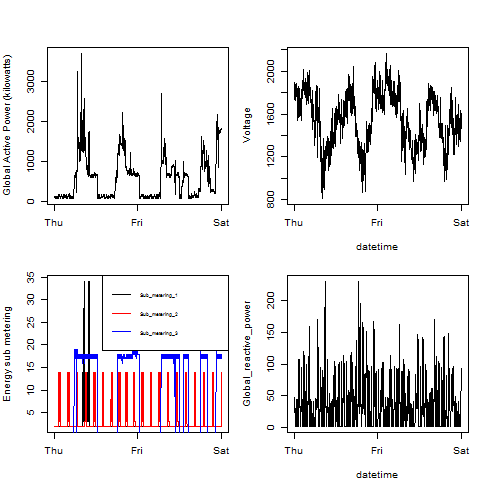 Global Active Power (kilowatts)
0
1000
2000
3000
Thu
Fri
Sat
Voltage
800
1200
1600
2000
Thu
Fri
Sat
datetime
Energy sub metering
5
10
15
20
25
30
35
Thu
Fri
Sat
Sub_metering_1
Sub_metering_2
Sub_metering_3
Global_reactive_power
0
50
100
150
200
Thu
Fri
Sat
datetime